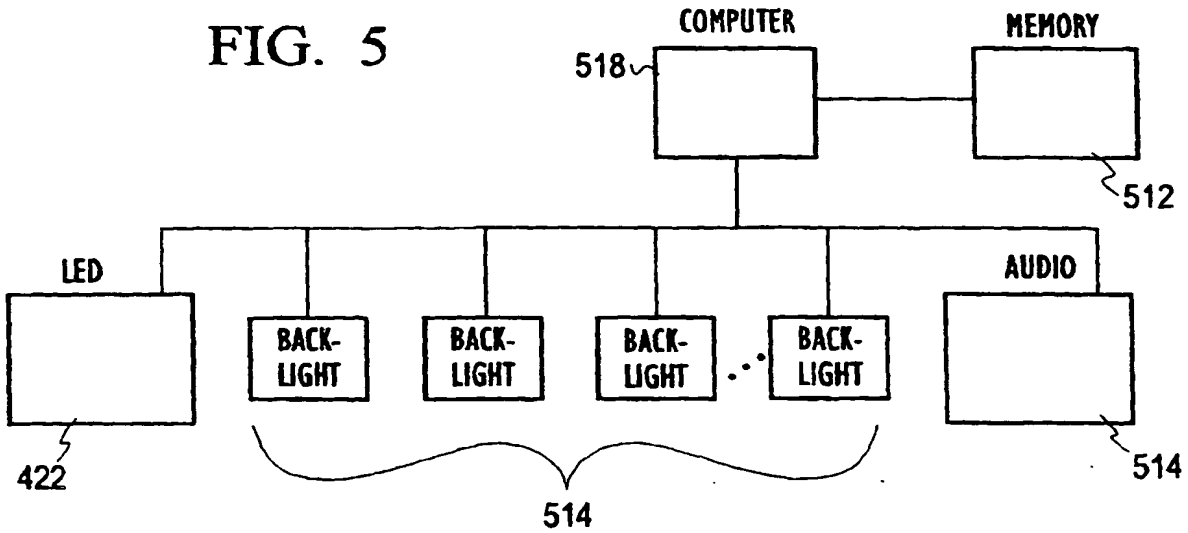 FIG. 5
COMPUTER
MEMORY
518
512
LED
AUDIO
BACK-
LIGHT
BACK-
LIGHT
BACK-
LIGHT
BACK-
LIGHT
422
514
514